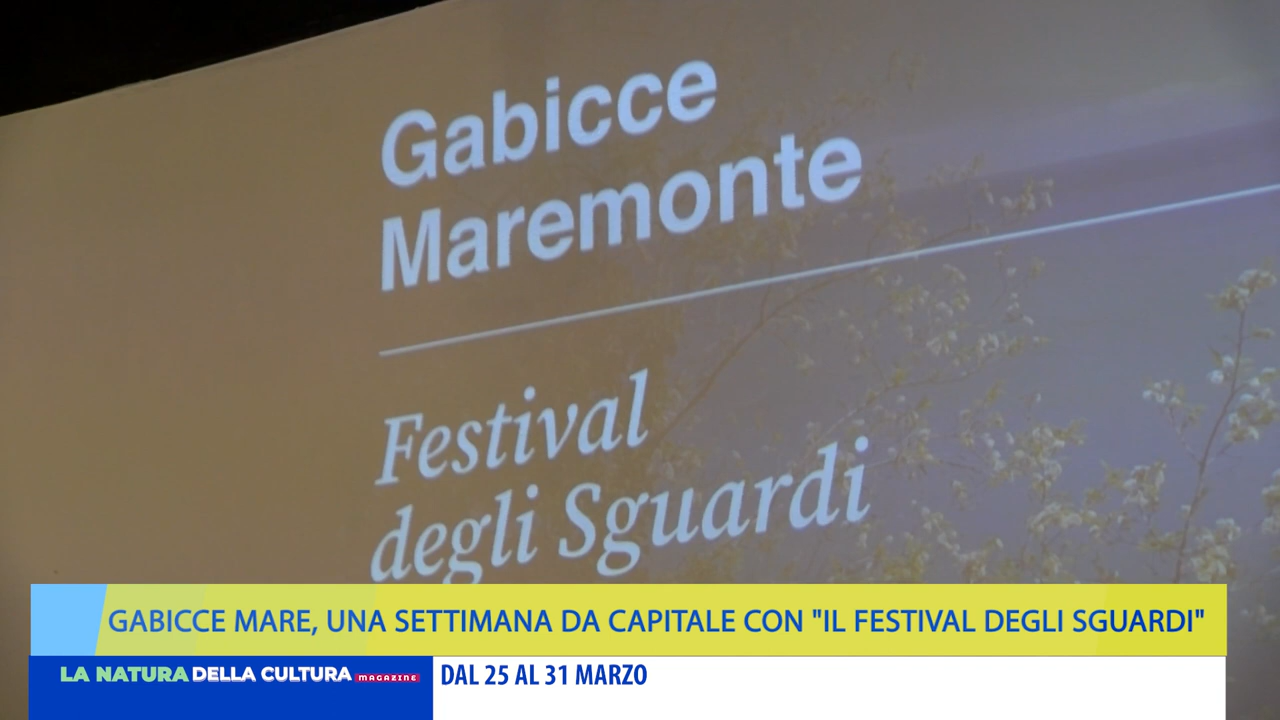 Gabicce
Maremonte
Festival
degli Sguardi
GABICCE MARE, UNA SETTIMANA DA CAPITALE CON "IL FESTIVAL DEGLI SGUARDI"
LA NATURA DELLA CULTURA MAGAZINE
DAL 25 AL 31 MARZO